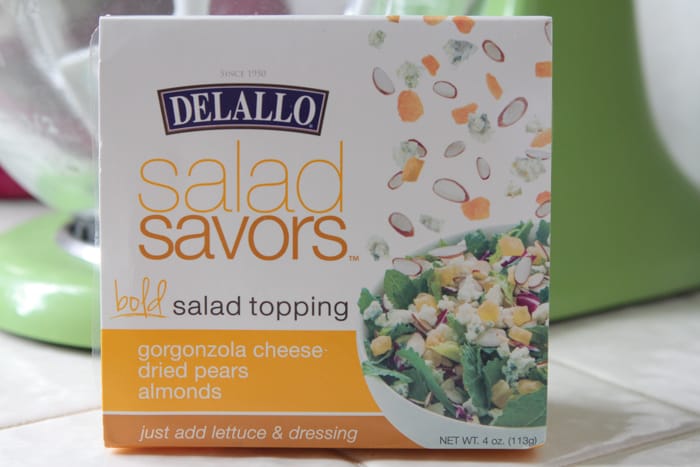 SINCE 1950
DELALLO
salad
savors™
bold salad topping
gorgonzola cheese
dried pears
almonds
just add lettuce & dressing
NET WT. 4 oz. (113g)